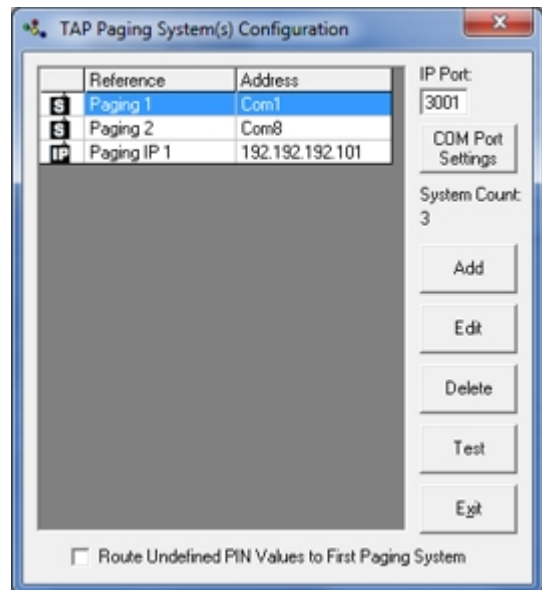 TAP Paging System(s) Configuration
Reference Address
S Paging 1 Com1
S Paging 2 Com8
IP Paging IP 1 192.192.192.101
IP Port:
3001
COM Port
Settings
System Count:
3
Add
Edit
Delete
Test
Exit
Route Undefined PIN Values to First Paging System